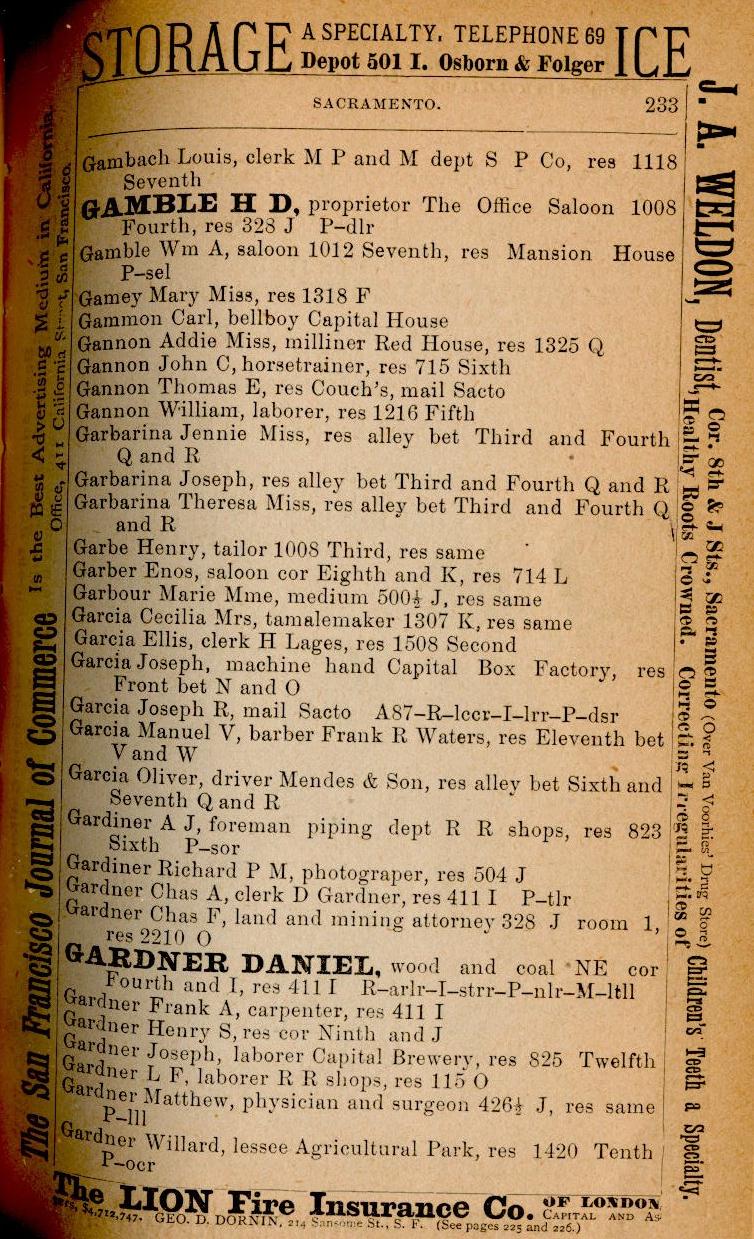 STORAGE A SPECIALTY, TELEPHONE 69 ICE
Depot 501 I. Osborn & Folger
SACRAMENTO. 233
Gambach Louis, clerk M P and M dept S P Co, res 1118
Seventh
GAMBLE H D, proprietor The Office Saloon 1008
Fourth, res 328 J P-dlr
Gamble Wm A, saloon 1012 Seventh, res Mansion House
P-sel
Gamey Mary Miss, res 1318 F
Gammon Carl, bellboy Capital House
Gannon Addie Miss, milliner Red House, res 1325 Q
Gannon John C, horsetrainer, res 715 Sixth
Gannon Thomas E, res Couch's, mail Sacto
Gannon William, laborer, res 1216 Fifth
Garbarina Jennie Miss, res alley bet Third and Fourth
Q and R
Garbarina Joseph, res alley bet Third and Fourth Q and R
Garbarina Theresa Miss, res alley bet Third and Fourth Q
and R
Garbe Henry, tailor 1008 Third, res same
Garber Enos, saloon cor Eighth and K, res 714 L
Garbour Marie Mme, medium 500½ J, res same
Garcia Cecilia Mrs, tamalemaker 1307 K, res same
Garcia Ellis, clerk H Lages, res 1508 Second
Garcia Joseph, machine hand Capital Box Factory, res
Front bet N and O
Garcia Joseph R, mail Sacto A87-R-lccr-I-lrr-P-dsr
Garcia Manuel V, barber Frank R Waters, res Eleventh bet
V and W
Garcia Oliver, driver Mendes & Son, res alley bet Sixth and
Seventh Q and R
Gardiner A J, foreman piping dept R R shops, res 823
Sixth P-sor
Gardiner Richard P M, photograper, res 504 J
Gardner Chas A, clerk D Gardner, res 411 I P-tlr
Gardner Chas F, land and mining attorney 328 J room 1,
res 2210 O
GARDNER DANIEL, wood and coal NE cor
Fourth and I, res 411 I R-arlr-I-strr-P-nlr-M-ltll
Gardner Frank A, carpenter, res 411 I
Gardner Henry S, res cor Ninth and J
Gardner Joseph, laborer Capital Brewery, res 825 Twelfth
Gardner L F, laborer R R shops, res 115 O
Gardner Matthew, physician and surgeon 426½ J, res same
P-lll
Gardner Willard, lessee Agricultural Park, res 1420 Tenth
P-ocr
The LION Fire Insurance Co. OF LONDON
CAPITAL AND As-
sets, $4,712,747. GEO. D. DORNIN, 214 Sansome St., S. F. (See pages 225 and 226.)
The San Francisco Journal of Commerce Is the Best Advertising Medium in California.
Office, 411 California Street, San Francisco.
J. A. WELDON, Dentist, Cor. 8th & J Sts., Sacramento (Over Van Voorhies' Drug Store)
Healthy Roots Crowned. Correcting Irregularities of Children's Teeth a Specialty.